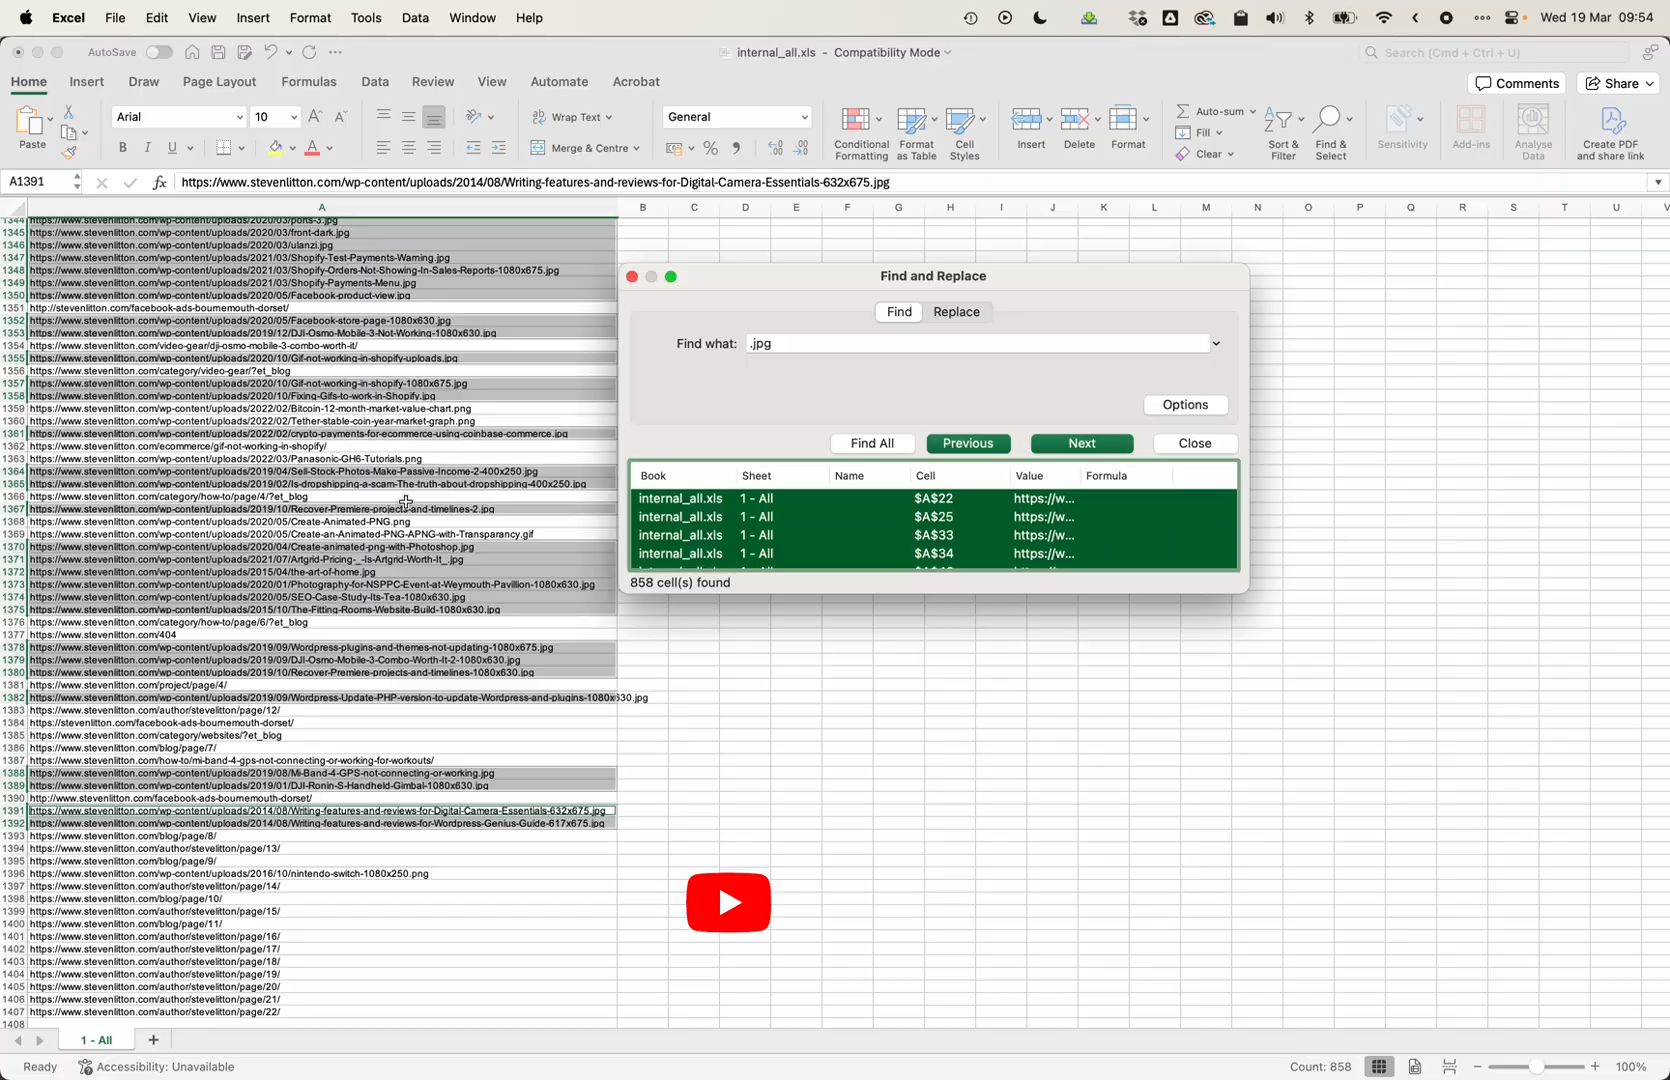 Excel File Edit View Insert Format Tools Data Window Help Wed 19 Mar 09:54
AutoSave internal_all.xls - Compatibility Mode Search (Cmd + Ctrl + U)
Home Insert Draw Page Layout Formulas Data Review View Automate Acrobat Comments Share
Arial 10 Wrap Text General Auto-sum
Fill
Paste B I U Merge & Centre Conditional Formatting Format as Table Cell Styles Insert Delete Format Clear Sort & Filter Find & Select Sensitivity Add-ins Analyse Data Create PDF and share link
A1391 fx https://www.stevenlitton.com/wp-content/uploads/2014/08/Writing-features-and-reviews-for-Digital-Camera-Essentials-632x675.jpg
A B C D E F G H I J K L M N O P Q R S T U V
1344 https://www.stevenlitton.com/wp-content/uploads/2020/03/ports-3.jpg
1345 https://www.stevenlitton.com/wp-content/uploads/2020/03/front-dark.jpg
1346 https://www.stevenlitton.com/wp-content/uploads/2020/03/ulanzi.jpg
1347 https://www.stevenlitton.com/wp-content/uploads/2021/03/Shopify-Test-Payments-Warning.jpg
1348 https://www.stevenlitton.com/wp-content/uploads/2021/03/Shopify-Orders-Not-Showing-In-Sales-Reports-1080x675.jpg
1349 https://www.stevenlitton.com/wp-content/uploads/2021/03/Shopify-Payments-Menu.jpg
1350 https://www.stevenlitton.com/wp-content/uploads/2020/05/Facebook-product-view.jpg
1351 http://stevenlitton.com/facebook-ads-bournemouth-dorset/
1352 https://www.stevenlitton.com/wp-content/uploads/2020/05/Facebook-store-page-1080x630.jpg
1353 https://www.stevenlitton.com/wp-content/uploads/2019/12/DJI-Osmo-Mobile-3-Not-Working-1080x630.jpg
1354 https://www.stevenlitton.com/video-gear/dji-osmo-mobile-3-combo-worth-it/
1355 https://www.stevenlitton.com/wp-content/uploads/2020/10/Gif-not-working-in-shopify-uploads.jpg
1356 https://www.stevenlitton.com/category/video-gear/?et_blog
1357 https://www.stevenlitton.com/wp-content/uploads/2020/10/Gif-not-working-in-shopify-1080x675.jpg
1358 https://www.stevenlitton.com/wp-content/uploads/2020/10/Fixing-Gifs-to-work-in-Shopify.jpg
1359 https://www.stevenlitton.com/wp-content/uploads/2022/02/Bitcoin-12-month-market-value-chart.png
1360 https://www.stevenlitton.com/wp-content/uploads/2022/02/Tether-stable-coin-year-market-graph.png
1361 https://www.stevenlitton.com/wp-content/uploads/2022/02/crypto-payments-for-ecommerce-using-coinbase-commerce.jpg
1362 https://www.stevenlitton.com/ecommerce/gif-not-working-in-shopify/
1363 https://www.stevenlitton.com/wp-content/uploads/2022/03/Panasonic-GH6-Tutorials.png
1364 https://www.stevenlitton.com/wp-content/uploads/2019/04/Sell-Stock-Photos-Make-Passive-Income-2-400x250.jpg
1365 https://www.stevenlitton.com/wp-content/uploads/2019/02/Is-dropshipping-a-scam-The-truth-about-dropshipping-400x250.jpg
1366 https://www.stevenlitton.com/category/how-to/page/4/?et_blog
1367 https://www.stevenlitton.com/wp-content/uploads/2019/10/Recover-Premiere-projects-and-timelines-2.jpg
1368 https://www.stevenlitton.com/wp-content/uploads/2020/05/Create-Animated-PNG.png
1369 https://www.stevenlitton.com/wp-content/uploads/2020/05/Create-an-Animated-PNG-APNG-with-Transparancy.gif
1370 https://www.stevenlitton.com/wp-content/uploads/2020/04/Create-animated-png-with-Photoshop.jpg
1371 https://www.stevenlitton.com/wp-content/uploads/2021/07/Artgrid-Pricing-_-Is-Artgrid-Worth-It_.jpg
1372 https://www.stevenlitton.com/wp-content/uploads/2015/04/the-art-of-home.jpg
1373 https://www.stevenlitton.com/wp-content/uploads/2020/01/Photography-for-NSPPC-Event-at-Weymouth-Pavillion-1080x630.jpg
1374 https://www.stevenlitton.com/wp-content/uploads/2020/05/SEO-Case-Study-Its-Tea-1080x630.jpg
1375 https://www.stevenlitton.com/wp-content/uploads/2015/10/The-Fitting-Rooms-Website-Build-1080x630.jpg
1376 https://www.stevenlitton.com/category/how-to/page/6/?et_blog
1377 https://www.stevenlitton.com/404
1378 https://www.stevenlitton.com/wp-content/uploads/2019/09/Wordpress-plugins-and-themes-not-updating-1080x675.jpg
1379 https://www.stevenlitton.com/wp-content/uploads/2019/09/DJI-Osmo-Mobile-3-Combo-Worth-It-2-1080x630.jpg
1380 https://www.stevenlitton.com/wp-content/uploads/2019/10/Recover-Premiere-projects-and-timelines-1080x630.jpg
1381 https://www.stevenlitton.com/project/page/4/
1382 https://www.stevenlitton.com/wp-content/uploads/2019/09/Wordpress-Update-PHP-version-to-update-Wordpress-and-plugins-1080x630.jpg
1383 https://www.stevenlitton.com/author/stevelitton/page/12/
1384 https://stevenlitton.com/facebook-ads-bournemouth-dorset/
1385 https://www.stevenlitton.com/category/websites/?et_blog
1386 https://www.stevenlitton.com/blog/page/7/
1387 https://www.stevenlitton.com/how-to/mi-band-4-gps-not-connecting-or-working-for-workouts/
1388 https://www.stevenlitton.com/wp-content/uploads/2019/08/Mi-Band-4-GPS-not-connecting-or-working.jpg
1389 https://www.stevenlitton.com/wp-content/uploads/2019/01/DJI-Ronin-S-Handheld-Gimbal-1080x630.jpg
1390 http://www.stevenlitton.com/facebook-ads-bournemouth-dorset/
1391 https://www.stevenlitton.com/wp-content/uploads/2014/08/Writing-features-and-reviews-for-Digital-Camera-Essentials-632x675.jpg
1392 https://www.stevenlitton.com/wp-content/uploads/2014/08/Writing-features-and-reviews-for-Wordpress-Genius-Guide-617x675.jpg
1393 https://www.stevenlitton.com/blog/page/8/
1394 https://www.stevenlitton.com/author/stevelitton/page/13/
1395 https://www.stevenlitton.com/blog/page/9/
1396 https://www.stevenlitton.com/wp-content/uploads/2016/10/nintendo-switch-1080x250.png
1397 https://www.stevenlitton.com/author/stevelitton/page/14/
1398 https://www.stevenlitton.com/blog/page/10/
1399 https://www.stevenlitton.com/author/stevelitton/page/15/
1400 https://www.stevenlitton.com/blog/page/11/
1401 https://www.stevenlitton.com/author/stevelitton/page/16/
1402 https://www.stevenlitton.com/author/stevelitton/page/17/
1403 https://www.stevenlitton.com/author/stevelitton/page/18/
1404 https://www.stevenlitton.com/author/stevelitton/page/19/
1405 https://www.stevenlitton.com/author/stevelitton/page/20/
1406 https://www.stevenlitton.com/author/stevelitton/page/21/
1407 https://www.stevenlitton.com/author/stevelitton/page/22/
1408
Find and Replace
Find Replace
Find what: .jpg
Options
Find All Previous Next Close
Book Sheet Name Cell Value Formula
internal_all.xls 1 - All $A$22 https://w...
internal_all.xls 1 - All $A$25 https://w...
internal_all.xls 1 - All $A$33 https://w...
internal_all.xls 1 - All $A$34 https://w...
858 cell(s) found
1 - All
Ready Accessibility: Unavailable Count: 858 100%